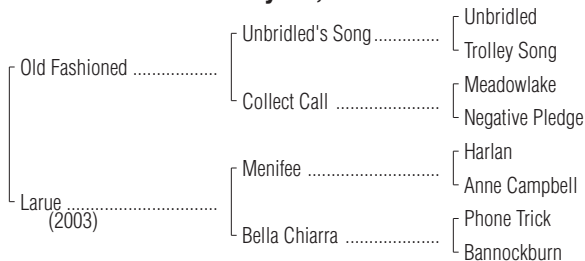 Unbridled
Unbridled's Song
Trolley Song
Old Fashioned
Meadowlake
Collect Call
Negative Pledge
Harlan
Menifee
Anne Campbell
Larue
(2003)
Phone Trick
Bella Chiarra
Bannockburn